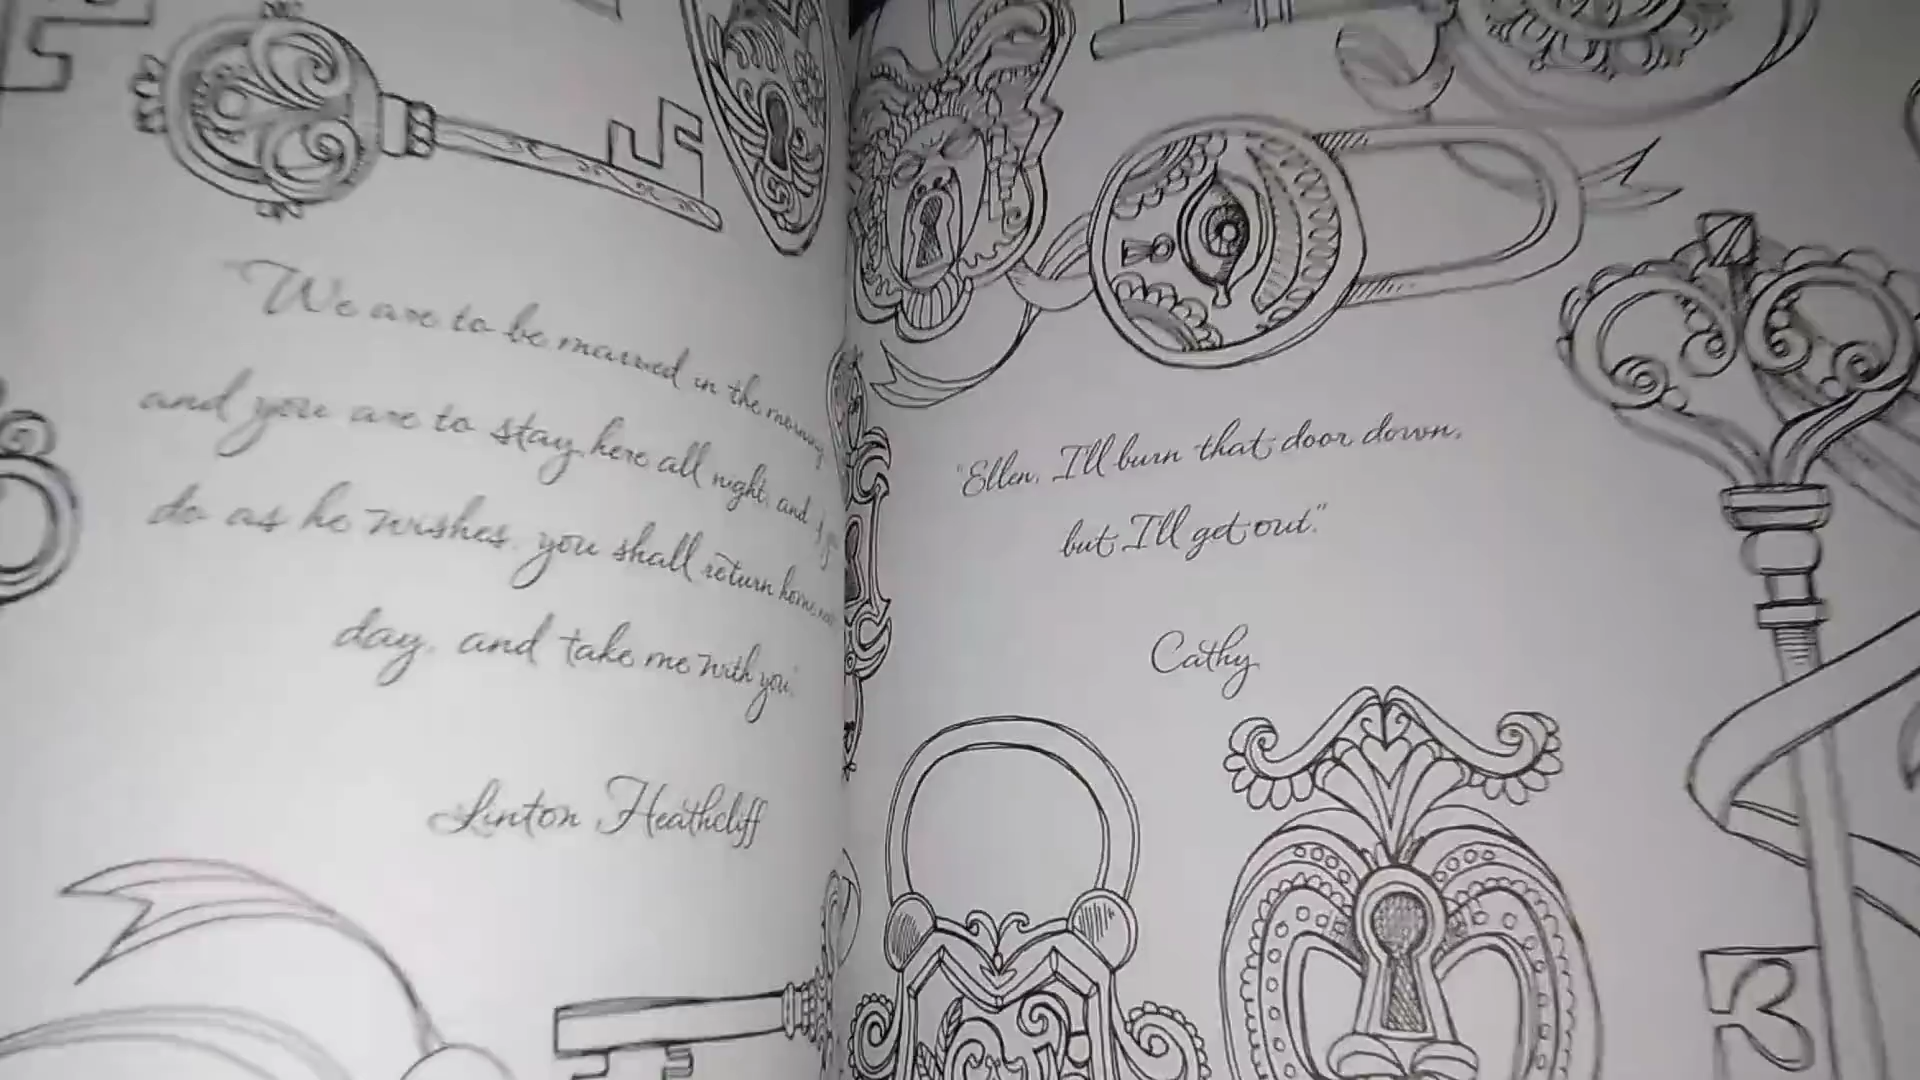 "We are to be married in the morning
and you are to stay here all night, and if you
do as he wishes, you shall return home, next
day, and take me with you."
Linton Heathcliff
"Ellen, I'll burn that door down,
but I'll get out."
Cathy